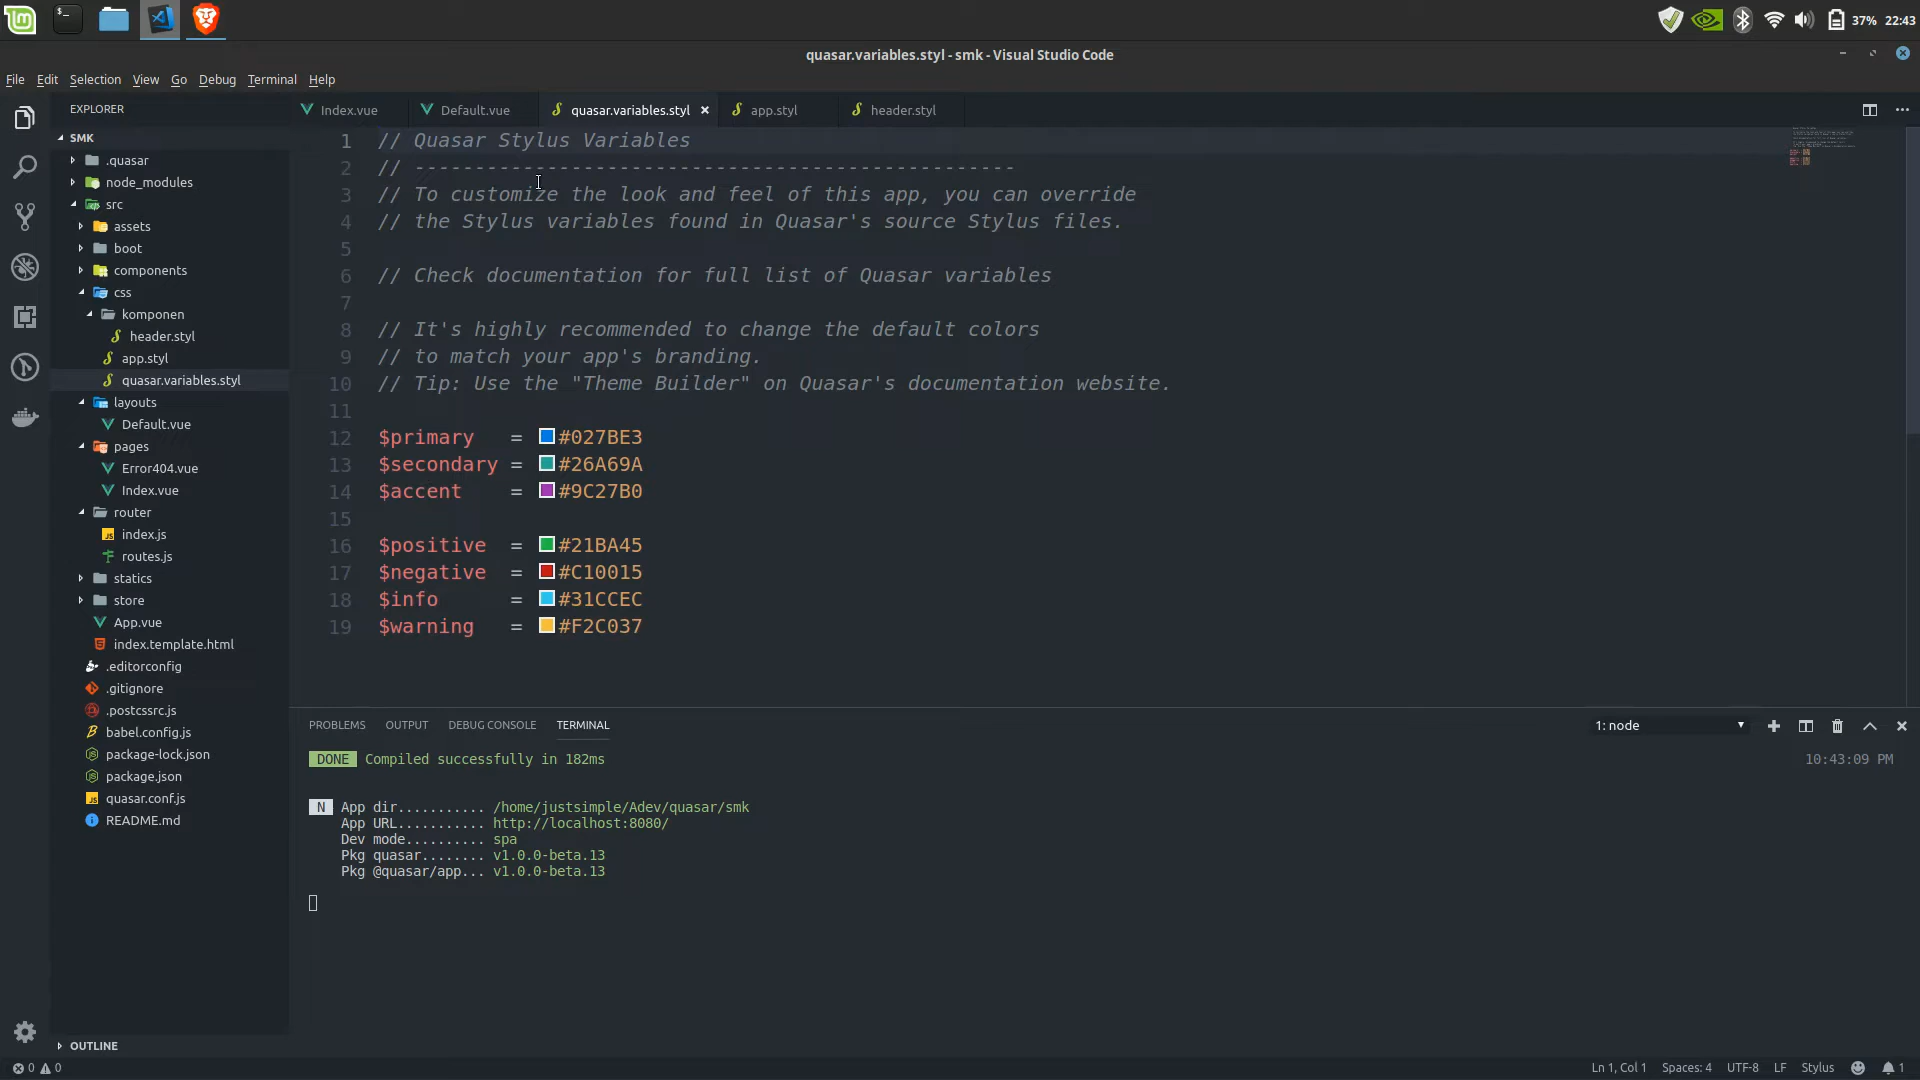 37% 22:43
quasar.variables.styl - smk - Visual Studio Code
File Edit Selection View Go Debug Terminal Help
EXPLORER
SMK
.quasar
node_modules
src
assets
boot
components
css
komponen
header.styl
app.styl
quasar.variables.styl
layouts
Default.vue
pages
Error404.vue
Index.vue
router
index.js
routes.js
statics
store
App.vue
index.template.html
.editorconfig
.gitignore
.postcssrc.js
babel.config.js
package-lock.json
package.json
quasar.conf.js
README.md
OUTLINE
Index.vue Default.vue quasar.variables.styl app.styl header.styl
1 // Quasar Stylus Variables
2 // --------------------------------------------------
3 // To customize the look and feel of this app, you can override
4 // the Stylus variables found in Quasar's source Stylus files.
5
6 // Check documentation for full list of Quasar variables
7
8 // It's highly recommended to change the default colors
9 // to match your app's branding.
10 // Tip: Use the "Theme Builder" on Quasar's documentation website.
11
12 $primary = #027BE3
13 $secondary = #26A69A
14 $accent = #9C27B0
15
16 $positive = #21BA45
17 $negative = #C10015
18 $info = #31CCEC
19 $warning = #F2C037
PROBLEMS OUTPUT DEBUG CONSOLE TERMINAL 1: node
DONE Compiled successfully in 182ms 10:43:09 PM
N App dir........... /home/justsimple/Adev/quasar/smk
App URL........... http://localhost:8080/
Dev mode.......... spa
Pkg quasar........ v1.0.0-beta.13
Pkg @quasar/app... v1.0.0-beta.13
0 0 Ln 1, Col 1 Spaces: 4 UTF-8 LF Stylus 1